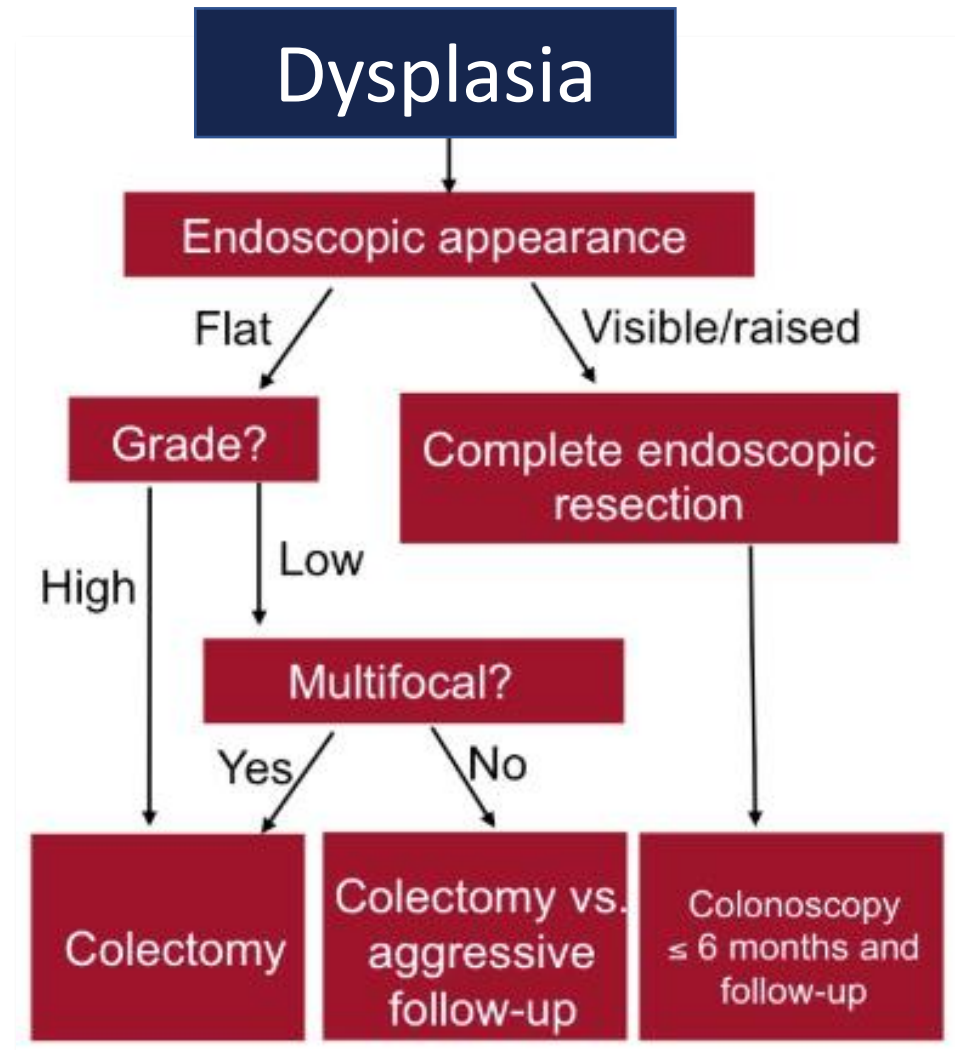 Dysplasia
Endoscopic appearance
Flat
Visible/raised
Grade?
Complete endoscopic
resection
High
Low
Multifocal?
Yes
No
Colectomy
Colectomy vs.
aggressive
follow-up
Colonoscopy
≤ 6 months and
follow-up